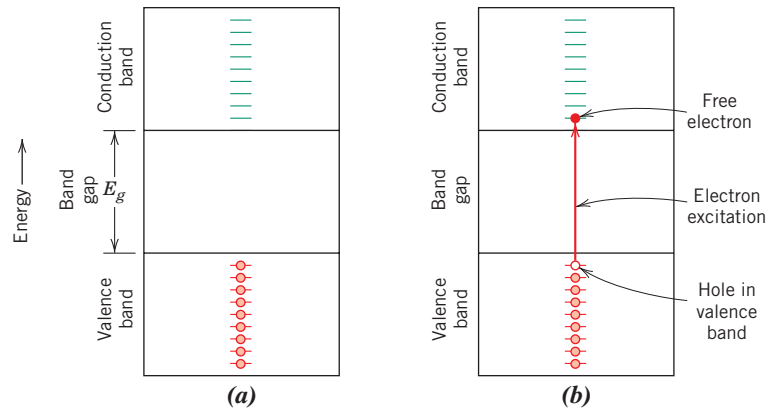 Energy
Conduction
band
Band
gap
E_g
Valence
band
(a)
Conduction
band
Band
gap
Valence
band
Free
electron
Electron
excitation
Hole in
valence
band
(b)